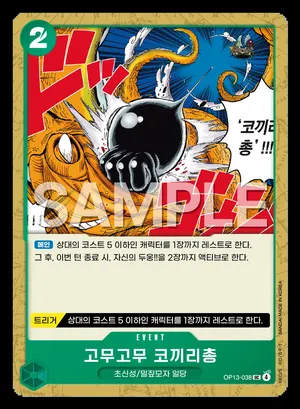 2
'코끼리
총'!!!
SAMPLE
메인 상대의 코스트 5 이하인 캐릭터를 1장까지 레스트로 한다.
그 후, 이번 턴 종료 시, 자신의 두웅!!을 2장까지 액티브로 한다.
트리거 상대의 코스트 5 이하인 캐릭터를 1장까지 레스트로 한다.
EVENT
고무고무 코끼리총
초신성/밀짚모자 일당
OP13-038
4